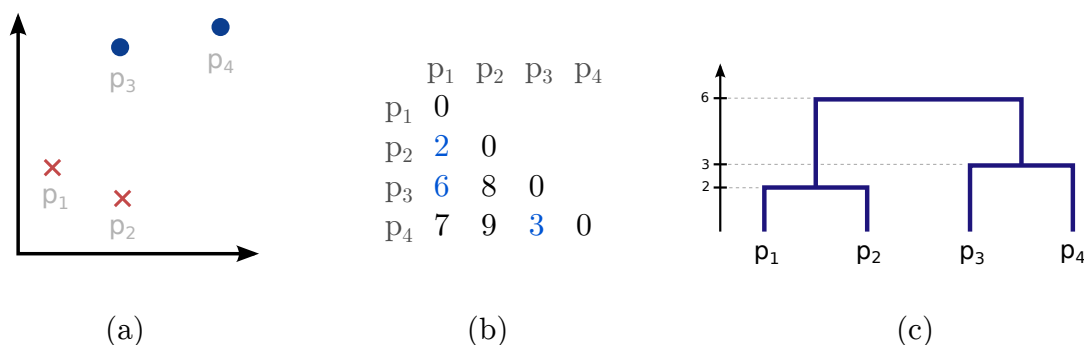 p₃
p₄
p₁
p₂
(a)
p₁ p₂ p₃ p₄
p₁ 0
p₂ 2 0
p₃ 6 8 0
p₄ 7 9 3 0
(b)
6
3
2
p₁ p₂ p₃ p₄
(c)